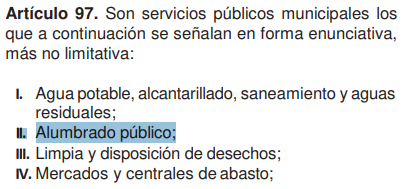 Artículo 97. Son servicios públicos municipales los
que a continuación se señalan en forma enunciativa,
más no limitativa:
I. Agua potable, alcantarillado, saneamiento y aguas
residuales;
II. Alumbrado público;
III. Limpia y disposición de desechos;
IV. Mercados y centrales de abasto;